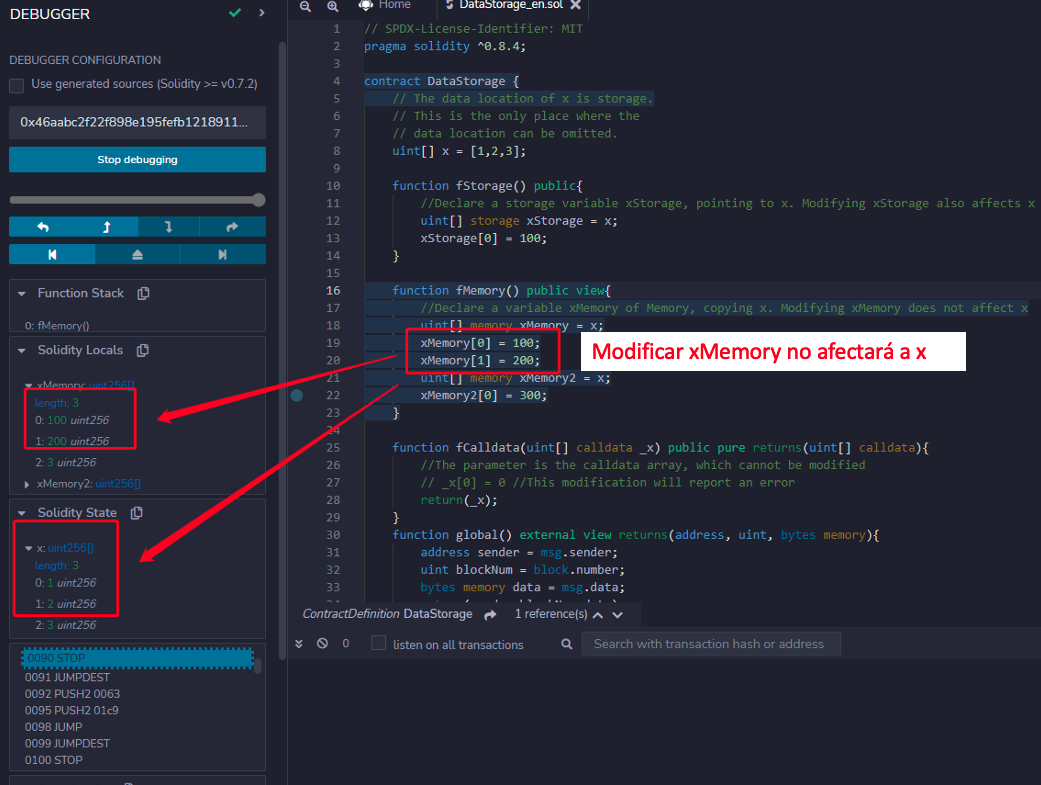 DEBUGGER
DEBUGGER CONFIGURATION
Use generated sources (Solidity >= v0.7.2)
0x46aabc2f22f898e195fefb1218911...
Stop debugging
Function Stack
0: fMemory()
Solidity Locals
xMemory: uint256[]
length: 3
0: 100 uint256
1: 200 uint256
2: 3 uint256
xMemory2: uint256[]
Solidity State
x: uint256[]
length: 3
0: 1 uint256
1: 2 uint256
2: 3 uint256
0090 STOP
0091 JUMPDEST
0092 PUSH2 0063
0095 PUSH2 01c9
0098 JUMP
0099 JUMPDEST
0100 STOP
Home
DataStorage_en.sol
1 // SPDX-License-Identifier: MIT
2 pragma solidity ^0.8.4;
3
4 contract DataStorage {
5 // The data location of x is storage.
6 // This is the only place where the
7 // data location can be omitted.
8 uint[] x = [1,2,3];
9
10 function fStorage() public{
11 //Declare a storage variable xStorage, pointing to x. Modifying xStorage also affects x
12 uint[] storage xStorage = x;
13 xStorage[0] = 100;
14 }
15
16 function fMemory() public view{
17 //Declare a variable xMemory of Memory, copying x. Modifying xMemory does not affect x
18 uint[] memory xMemory = x;
19 xMemory[0] = 100;
20 xMemory[1] = 200;
Modificar xMemory no afectará a x
21 uint[] memory xMemory2 = x;
22 xMemory2[0] = 300;
23 }
24
25 function fCalldata(uint[] calldata _x) public pure returns(uint[] calldata){
26 //The parameter is the calldata array, which cannot be modified
27 // _x[0] = 0 //This modification will report an error
28 return(_x);
29 }
30 function global() external view returns(address, uint, bytes memory){
31 address sender = msg.sender;
32 uint blockNum = block.number;
33 bytes memory data = msg.data;
ContractDefinition DataStorage 1 reference(s)
0 listen on all transactions Search with transaction hash or address